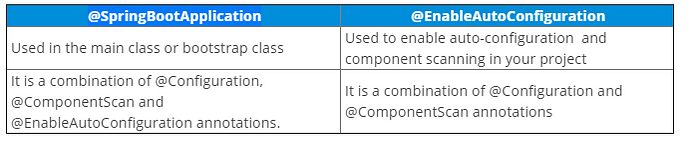 @SpringBootApplication
@EnableAutoConfiguration
Used in the main class or bootstrap class
Used to enable auto-configuration and
component scanning in your project
It is a combination of @Configuration,
@ComponentScan and
@EnableAutoConfiguration annotations.
It is a combination of @Configuration and
@ComponentScan annotations